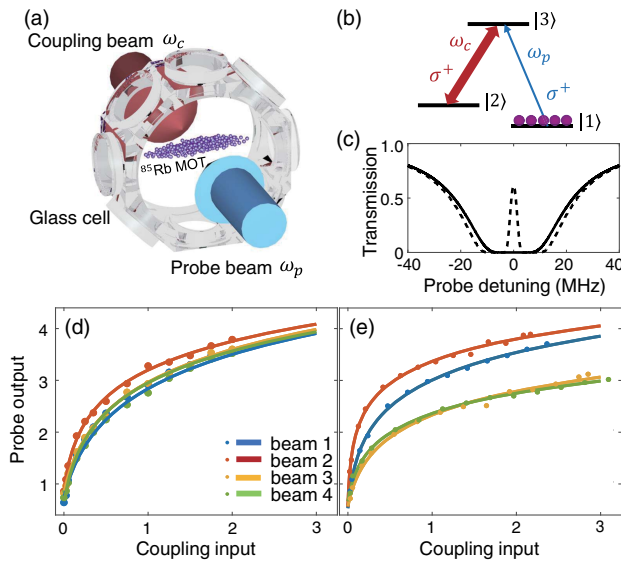 (a)
Coupling beam ω_c
⁸⁵Rb MOT
Glass cell
Probe beam ω_p
(b)
|3⟩
ω_c
ω_p
σ⁺
σ⁺
|2⟩
|1⟩
(c)
Transmission
1.0
0.5
0
-40 -20 0 20 40
Probe detuning (MHz)
(d)
Probe output
4
3
2
1
0 1 2 3
Coupling input
beam 1
beam 2
beam 3
beam 4
(e)
0 1 2 3
Coupling input